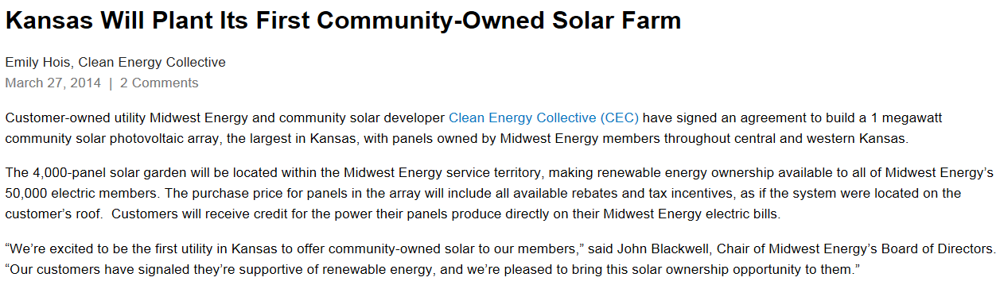 Kansas Will Plant Its First Community-Owned Solar Farm
Emily Hois, Clean Energy Collective
March 27, 2014 | 2 Comments
Customer-owned utility Midwest Energy and community solar developer Clean Energy Collective (CEC) have signed an agreement to build a 1 megawatt
community solar photovoltaic array, the largest in Kansas, with panels owned by Midwest Energy members throughout central and western Kansas.
The 4,000-panel solar garden will be located within the Midwest Energy service territory, making renewable energy ownership available to all of Midwest Energy’s
50,000 electric members. The purchase price for panels in the array will include all available rebates and tax incentives, as if the system were located on the
customer’s roof.  Customers will receive credit for the power their panels produce directly on their Midwest Energy electric bills.
“We’re excited to be the first utility in Kansas to offer community-owned solar to our members,” said John Blackwell, Chair of Midwest Energy’s Board of Directors.
“Our customers have signaled they’re supportive of renewable energy, and we’re pleased to bring this solar ownership opportunity to them.”